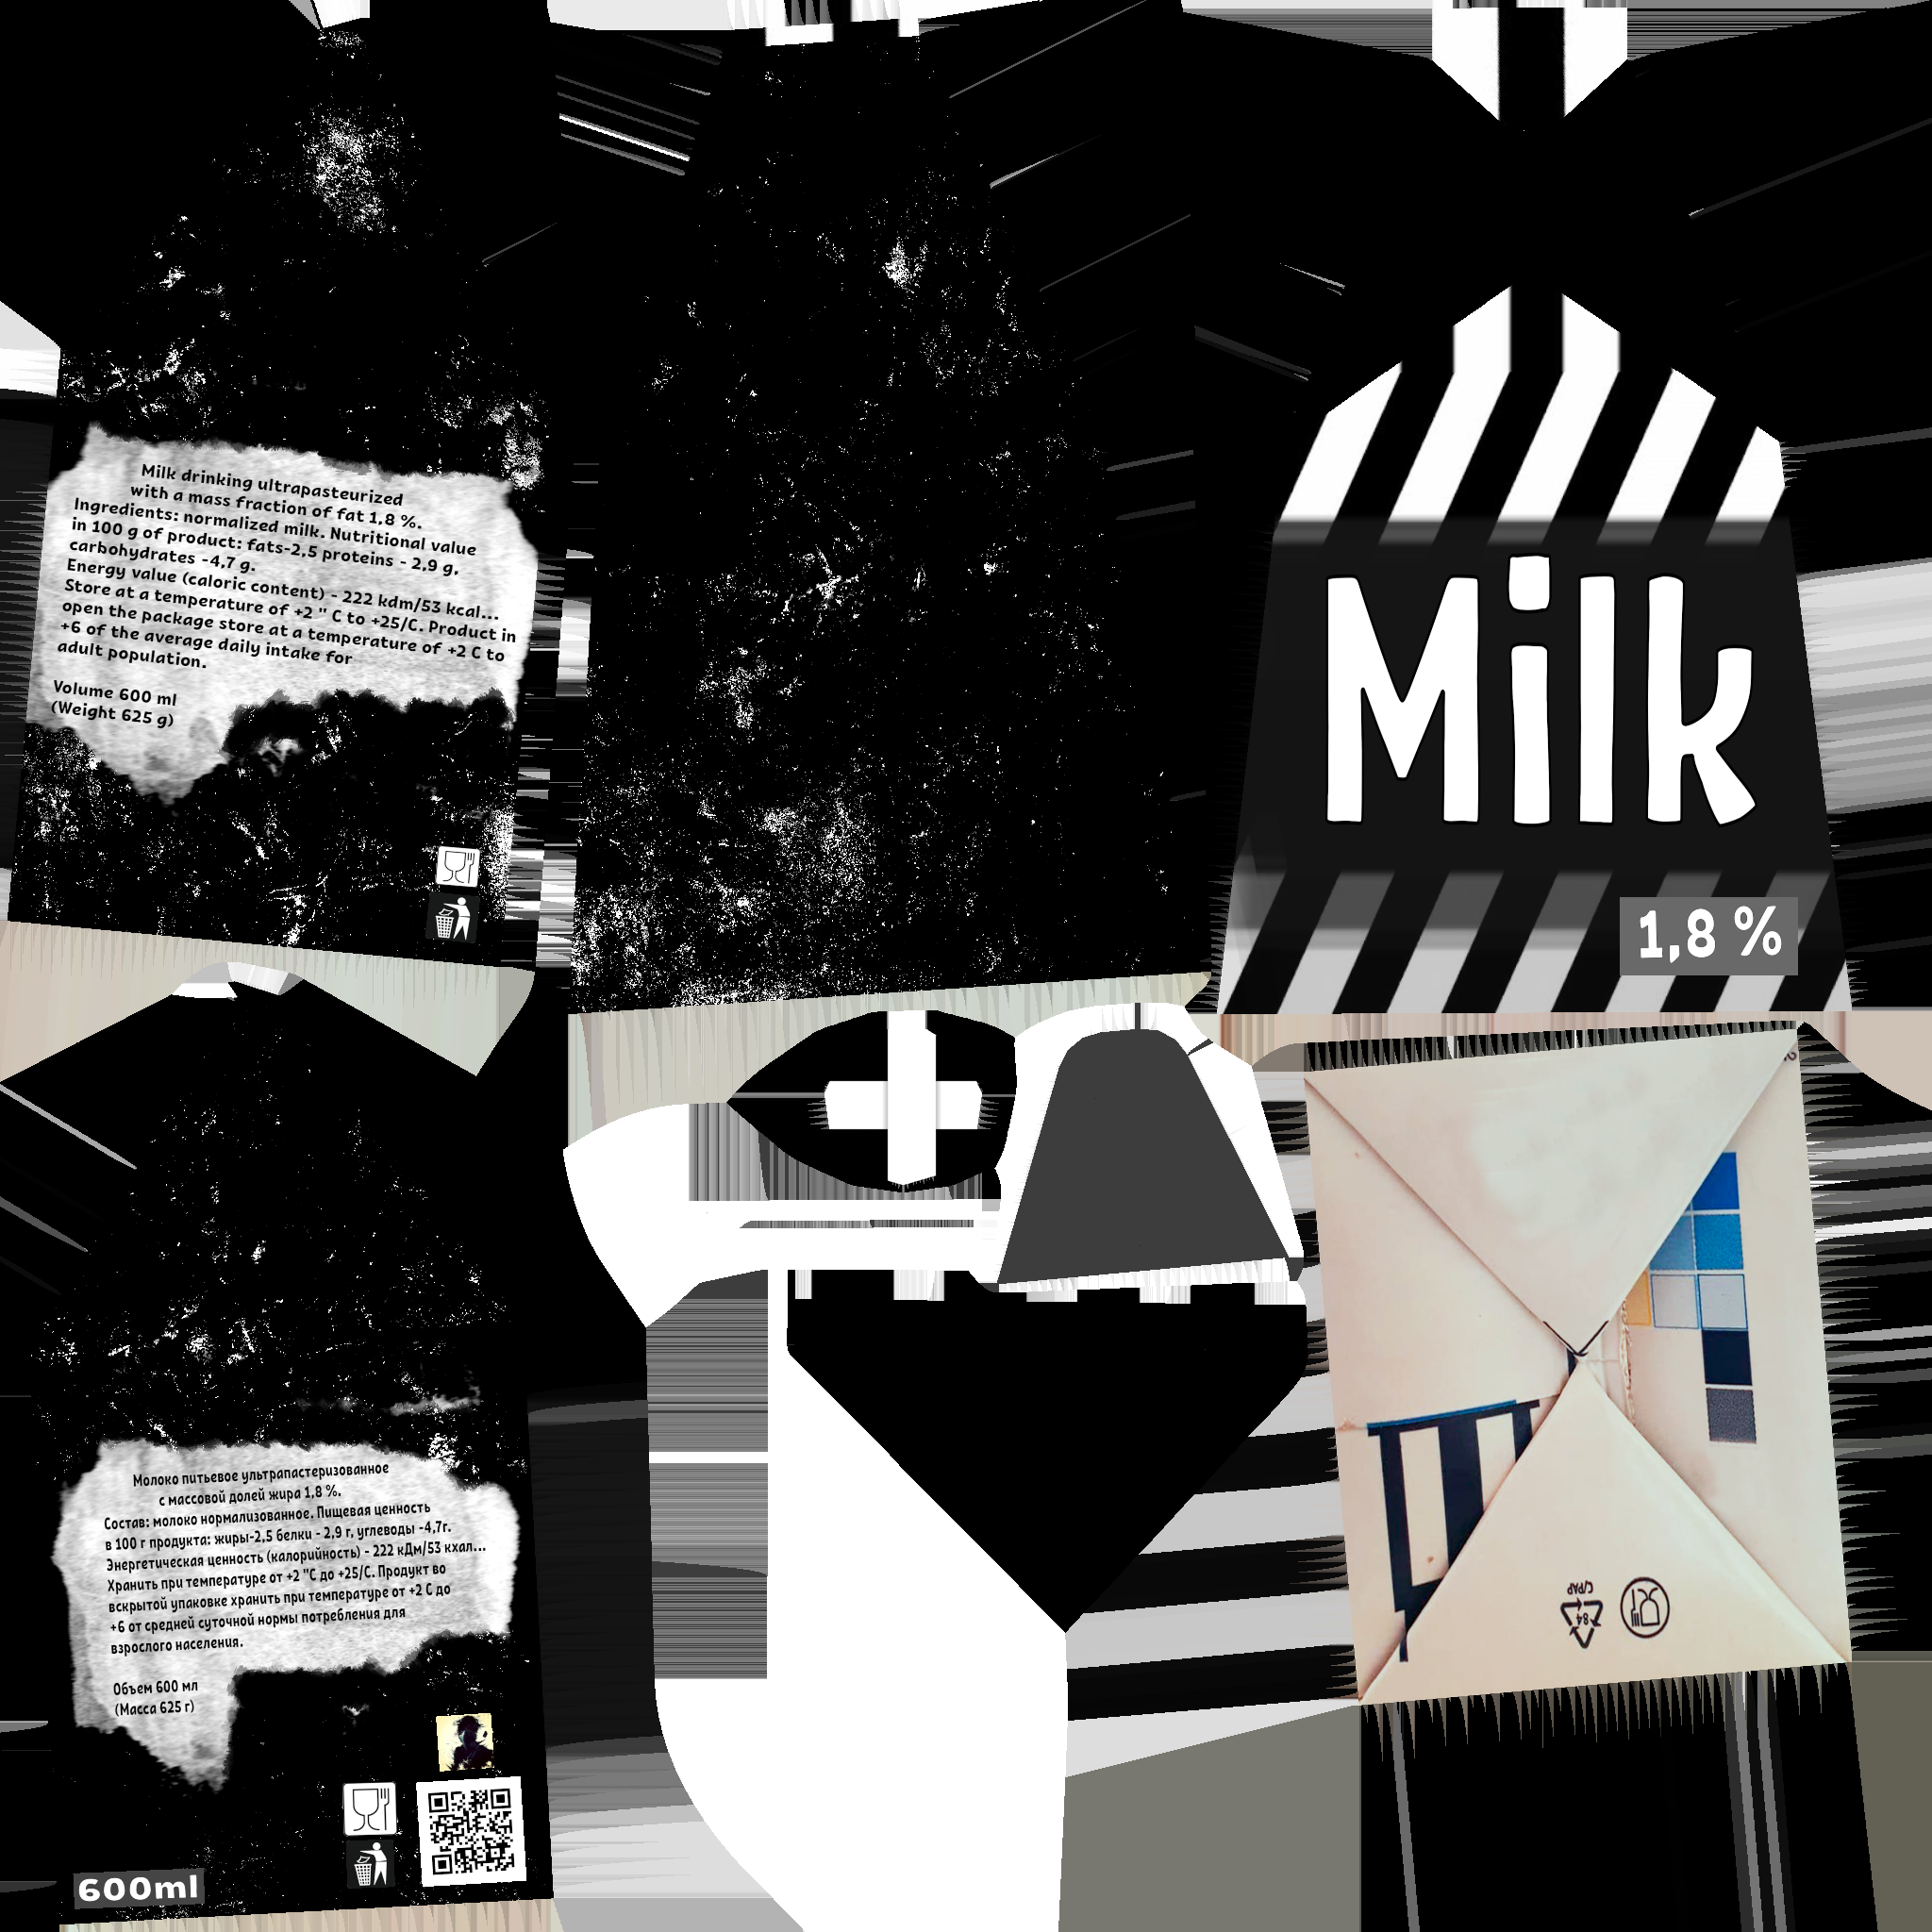 Milk drinking ultrapasteurized
with a mass fraction of fat 1,8 %.
Ingredients: normalized milk. Nutritional value
in 100 g of product: fats-2,5 proteins - 2,9 g,
carbohydrates -4,7 g.
Energy value (caloric content) - 222 kdm/53 kcal...
Store at a temperature of +2 " C to +25/C. Product in
open the package store at a temperature of +2 C to
+6 of the average daily intake for
adult population.
Volume 600 ml
(Weight 625 g)
Milk
1,8 %
Молоко питьевое ультрапастеризованное
с массовой долей жира 1,8 %.
Состав: молоко нормализованное. Пищевая ценность
в 100 г продукта: жиры-2,5 белки - 2,9 г, углеводы -4,7г.
Энергетическая ценность (калорийность) - 222 кДм/53 кхал...
Хранить при температуре от +2 "С до +25/С. Продукт во
вскрытой упаковке хранить при температуре от +2 С до
+6 от средней суточной нормы потребления для
взрослого населения.
Объем 600 мл
(Масса 625 г)
600ml
84
C/PAP